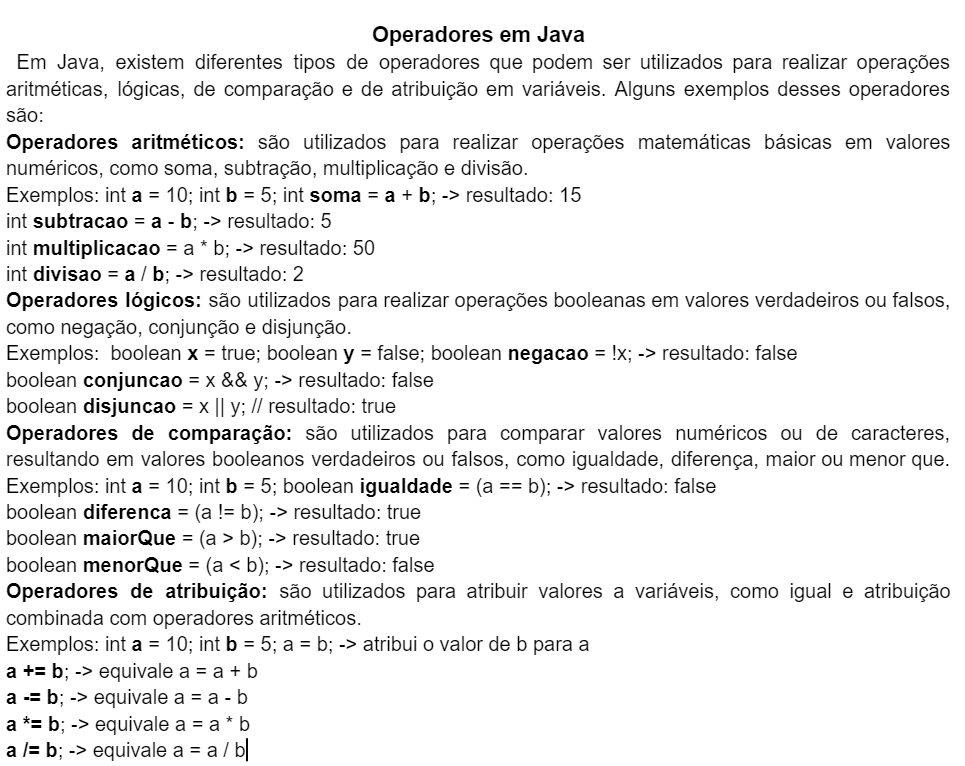 Operadores em Java
Em Java, existem diferentes tipos de operadores que podem ser utilizados para realizar operações
aritméticas, lógicas, de comparação e de atribuição em variáveis. Alguns exemplos desses operadores
são:
Operadores aritméticos: são utilizados para realizar operações matemáticas básicas em valores
numéricos, como soma, subtração, multiplicação e divisão.
Exemplos: int a = 10; int b = 5; int soma = a + b; -> resultado: 15
int subtracao = a - b; -> resultado: 5
int multiplicacao = a * b; -> resultado: 50
int divisao = a / b; -> resultado: 2
Operadores lógicos: são utilizados para realizar operações booleanas em valores verdadeiros ou falsos,
como negação, conjunção e disjunção.
Exemplos:  boolean x = true; boolean y = false; boolean negacao = !x; -> resultado: false
boolean conjuncao = x && y; -> resultado: false
boolean disjuncao = x || y; // resultado: true
Operadores de comparação: são utilizados para comparar valores numéricos ou de caracteres,
resultando em valores booleanos verdadeiros ou falsos, como igualdade, diferença, maior ou menor que.
Exemplos: int a = 10; int b = 5; boolean igualdade = (a == b); -> resultado: false
boolean diferenca = (a != b); -> resultado: true
boolean maiorQue = (a > b); -> resultado: true
boolean menorQue = (a < b); -> resultado: false
Operadores de atribuição: são utilizados para atribuir valores a variáveis, como igual e atribuição
combinada com operadores aritméticos.
Exemplos: int a = 10; int b = 5; a = b; -> atribui o valor de b para a
a += b; -> equivale a = a + b
a -= b; -> equivale a = a - b
a *= b; -> equivale a = a * b
a /= b; -> equivale a = a / b